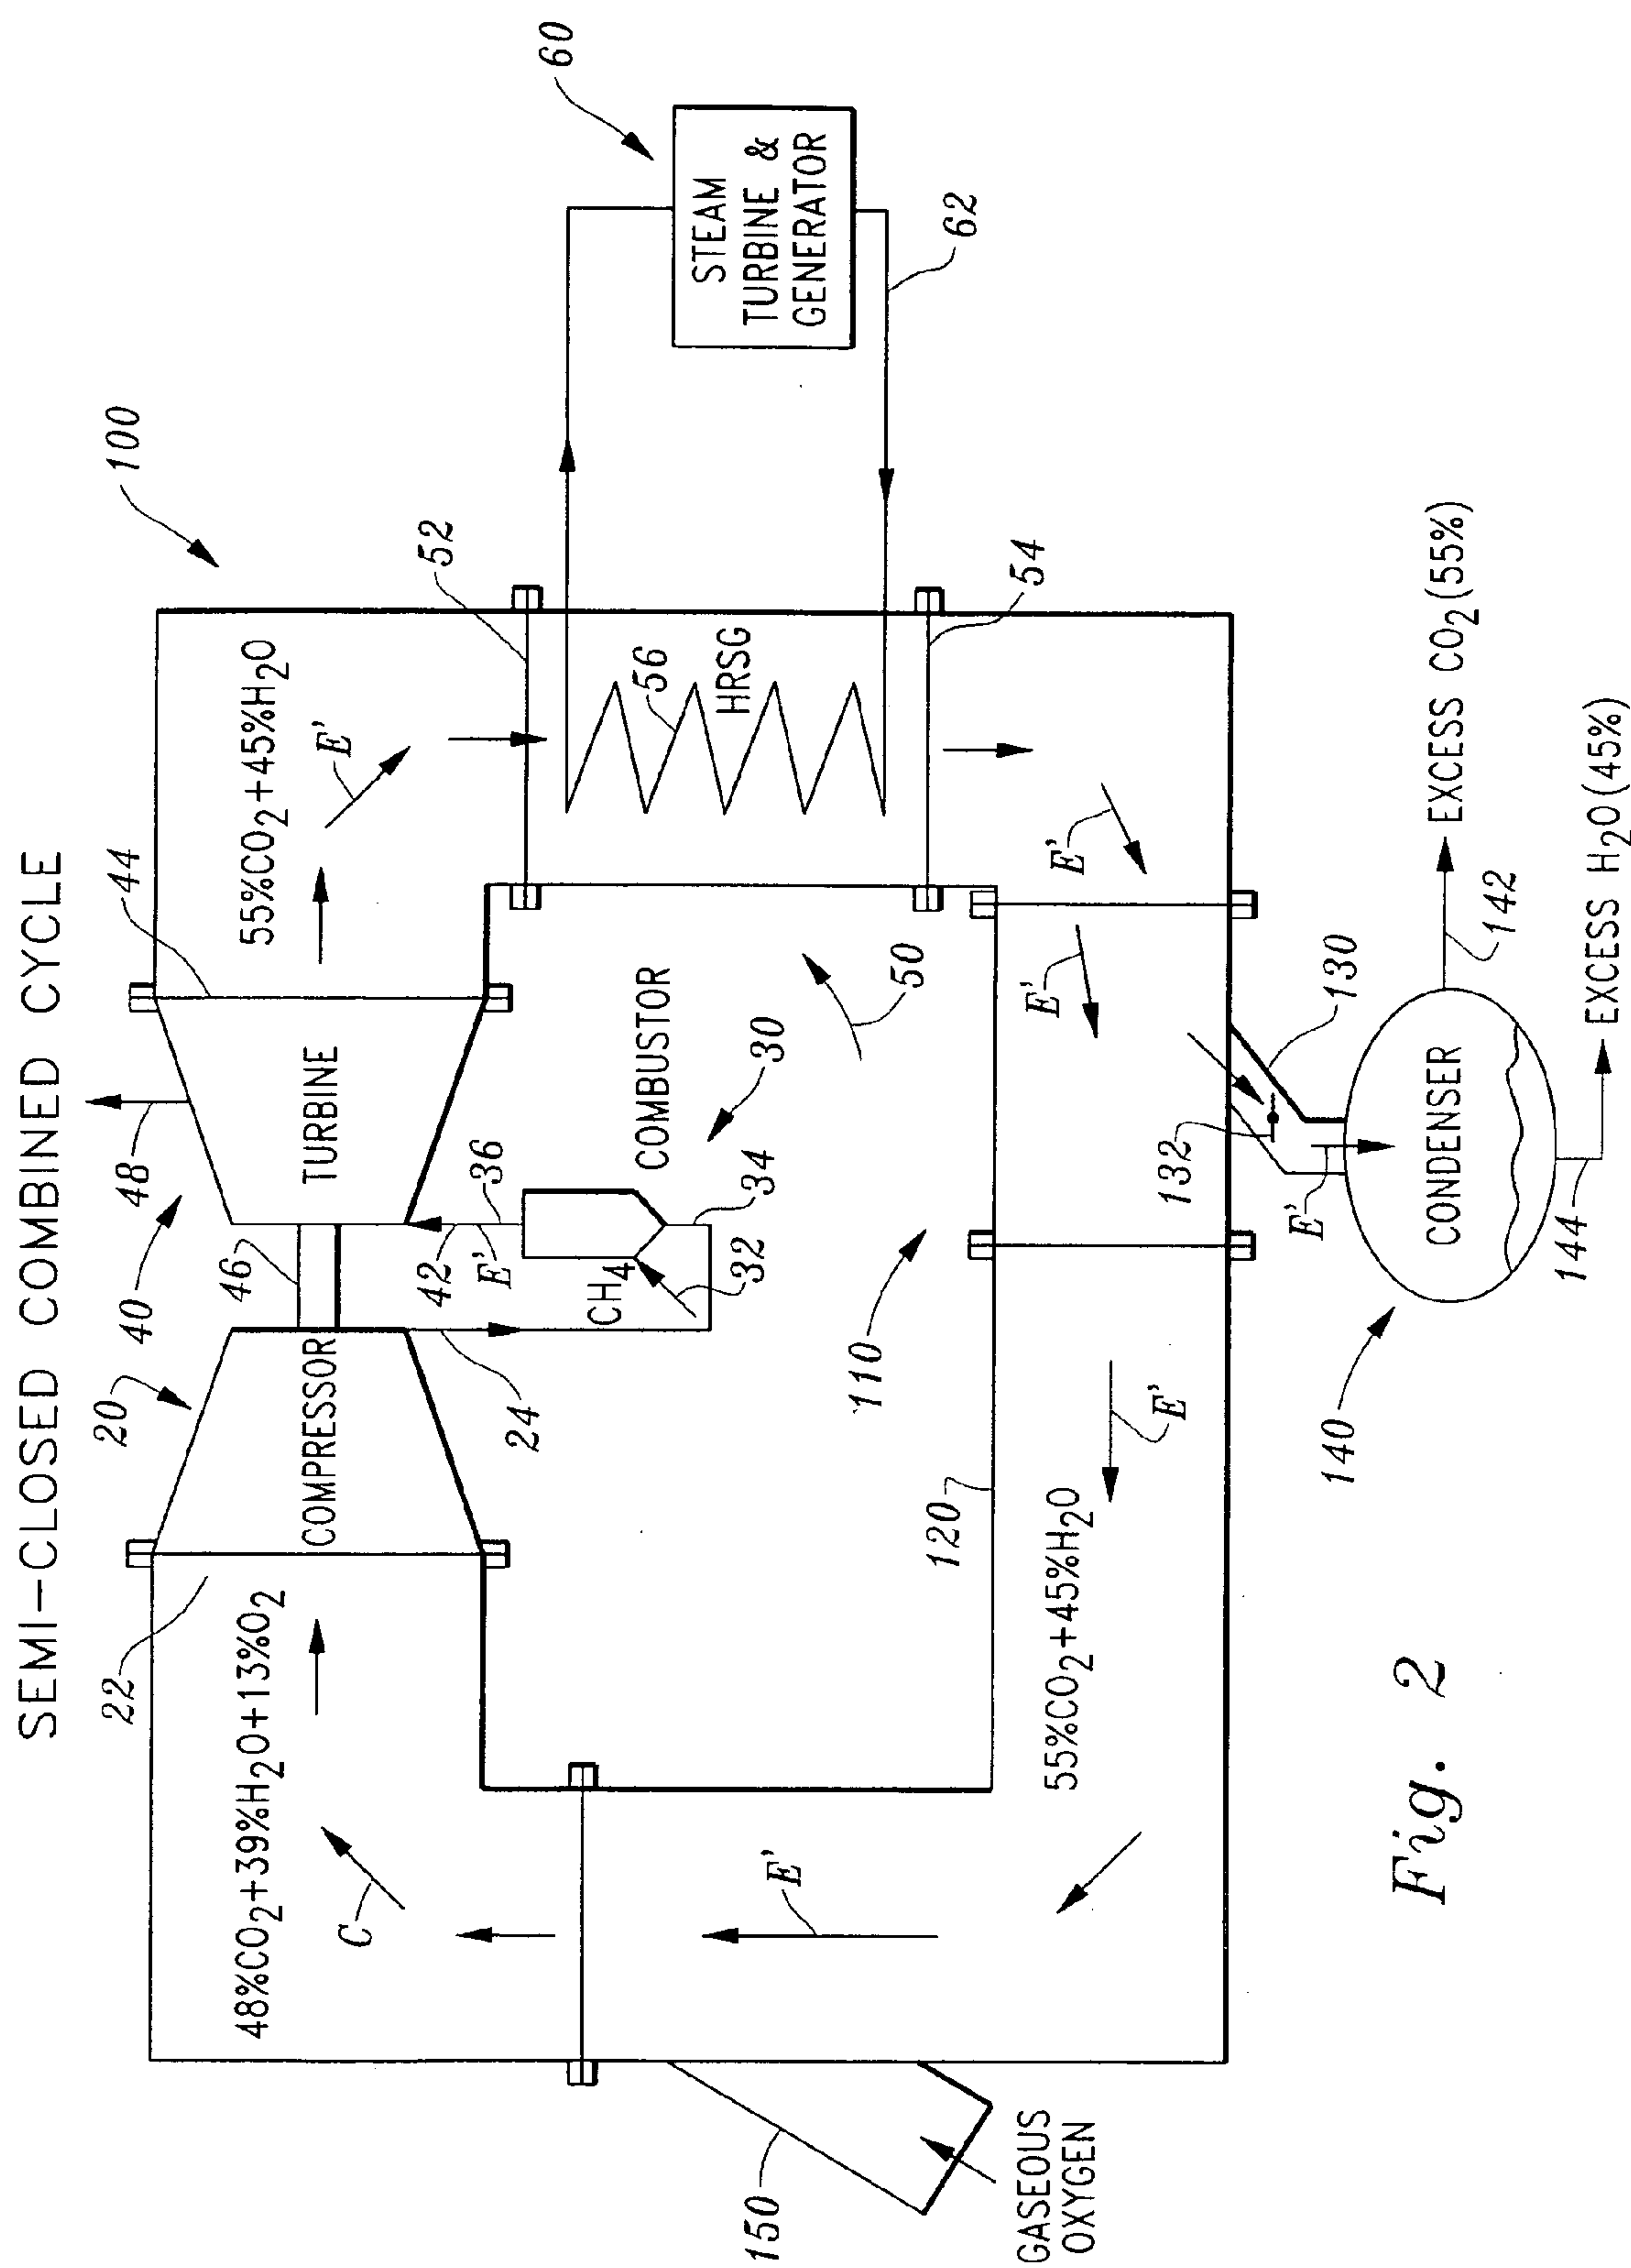 SEMI-CLOSED COMBINED CYCLE
22
20
40
48
44
100
60
48%CO2+39%H2O+13%O2
COMPRESSOR
46
TURBINE
55%CO2+45%H2O
E'
52
C
24
42
E'
36
CH4
32
34
COMBUSTOR
30
56
HRSG
STEAM
TURBINE &
GENERATOR
62
150
GASEOUS
OXYGEN
E'
120
110
50
54
55%CO2+45%H2O
E'
E'
E'
132
130
E'
140
CONDENSER
142
EXCESS CO2(55%)
144
EXCESS H2O(45%)
Fig. 2